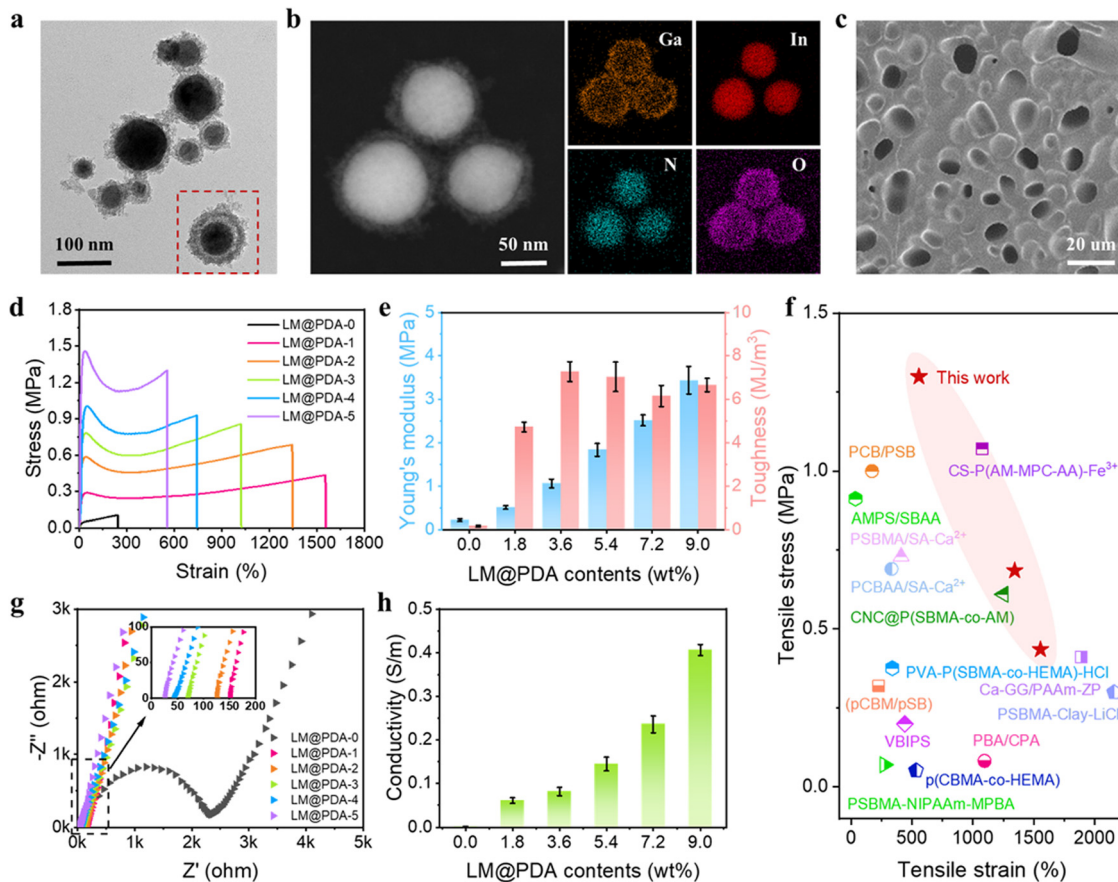 a
100 nm
b
50 nm
Ga
In
N
O
c
20 um
d
Stress (MPa)
1.8
1.5
1.2
0.9
0.6
0.3
0.0
0 300 600 900 1200 1500 1800
Strain (%)
LM@PDA-0
LM@PDA-1
LM@PDA-2
LM@PDA-3
LM@PDA-4
LM@PDA-5
e
Young's modulus (MPa)
5
4
3
2
1
0
0.0 1.8 3.6 5.4 7.2 9.0
LM@PDA contents (wt%)
10
8
6
4
2
0
Toughness (MJ/m³)
f
Tensile stress (MPa)
1.5
1.0
0.5
0.0
0 500 1000 1500 2000
Tensile strain (%)
This work
PCB/PSB
CS-P(AM-MPC-AA)-Fe³⁺
AMPS/SBAA
PSBMA/SA-Ca²⁺
PCBAA/SA-Ca²⁺
CNC@P(SBMA-co-AM)
PVA-P(SBMA-co-HEMA)-HCl
Ca-GG/PAAm-ZP
(pCBM/pSB)
PSBMA-Clay-LiCl
VBIPS
PBA/CPA
p(CBMA-co-HEMA)
PSBMA-NIPAAm-MPBA
g
-Z'' (ohm)
3k
2k
1k
0k
0k 1k 2k 3k 4k 5k
Z' (ohm)
100
50
0
0 50 100 150 200
LM@PDA-0
LM@PDA-1
LM@PDA-2
LM@PDA-3
LM@PDA-4
LM@PDA-5
h
Conductivity (S/m)
0.5
0.4
0.3
0.2
0.1
0.0
0.0 1.8 3.6 5.4 7.2 9.0
LM@PDA contents (wt%)